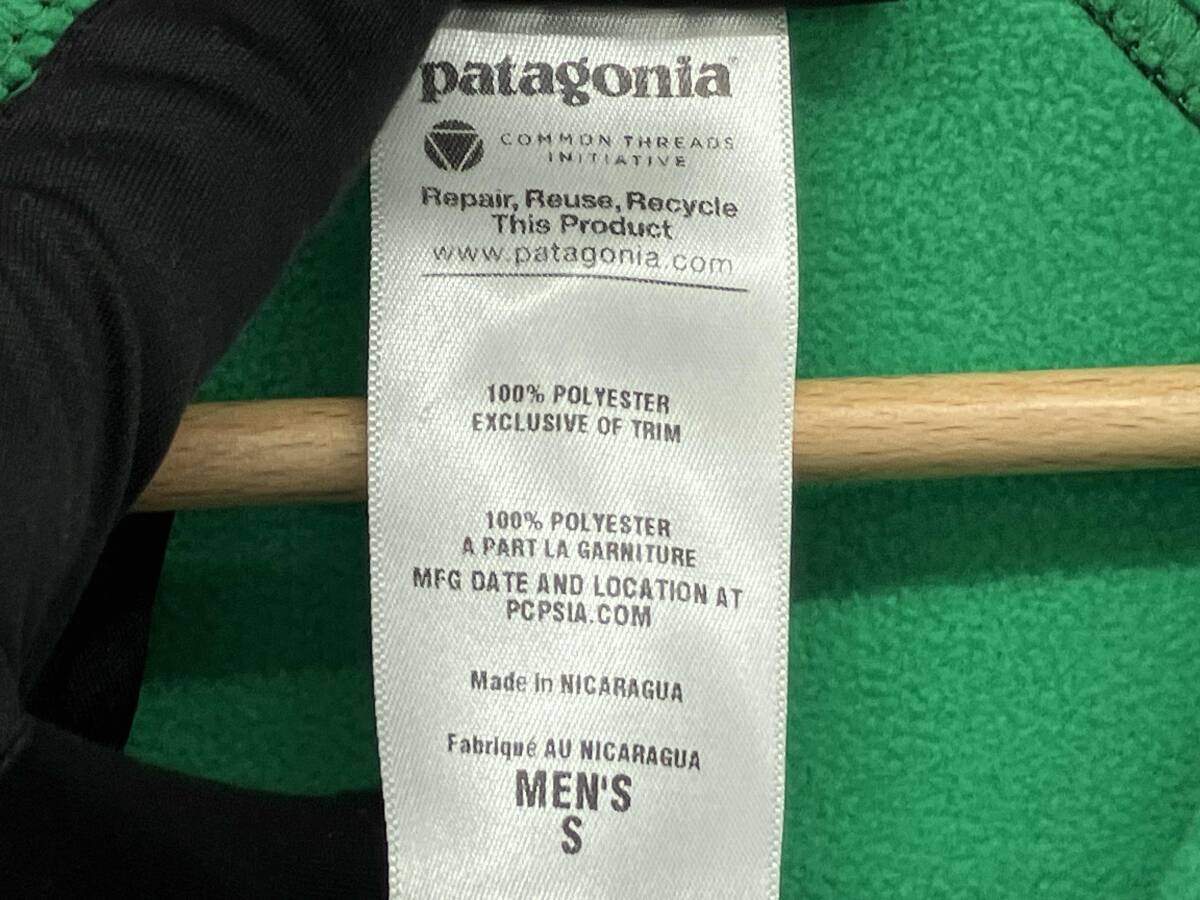 patagonia
COMMON THREADS
INITIATIVE
Repair, Reuse, Recycle
This Product
www.patagonia.com
100% POLYESTER
EXCLUSIVE OF TRIM
100% POLYESTER
A PART LA GARNITURE
MFG DATE AND LOCATION AT
PCPSIA.COM
Made in NICARAGUA
Fabriqué AU NICARAGUA
MEN'S
S